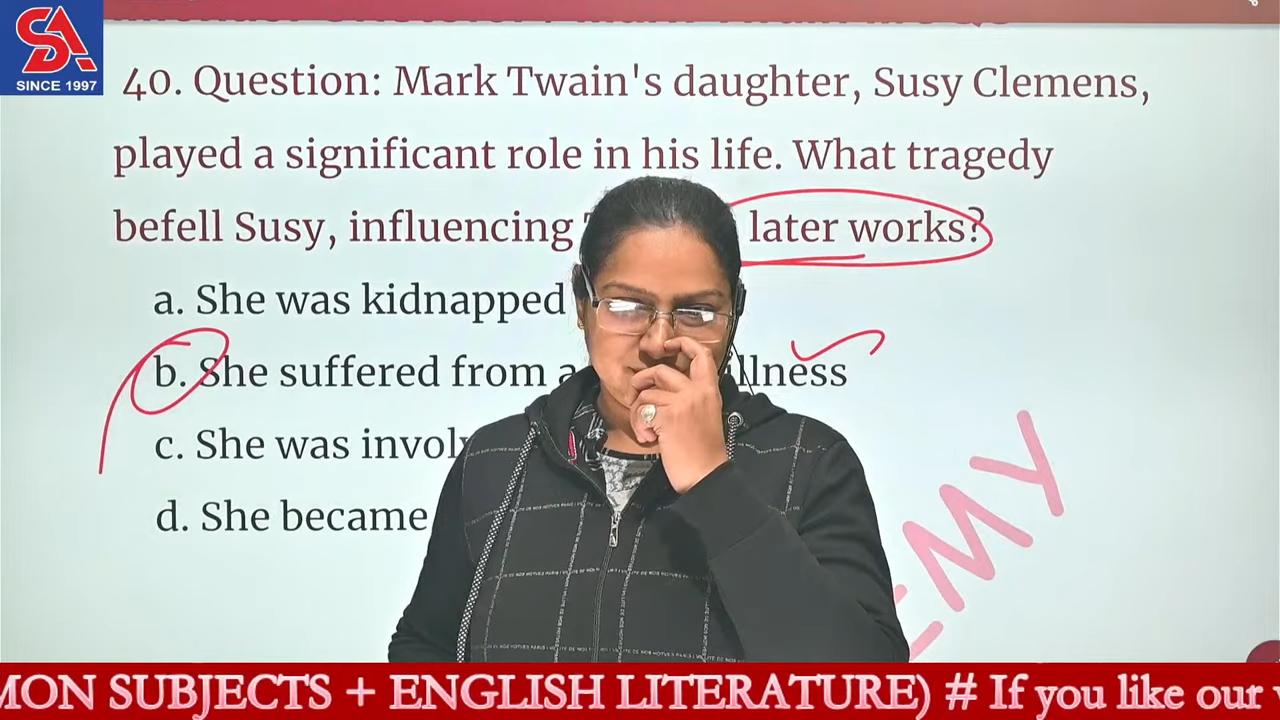 SA
SINCE 1997
40. Question: Mark Twain's daughter, Susy Clemens,
played a significant role in his life. What tragedy
befell Susy, influencing later works?
a. She was kidnapped
b. She suffered from a illness
c. She was invol
d. She became
EMY
MON SUBJECTS + ENGLISH LITERATURE) # If you like our